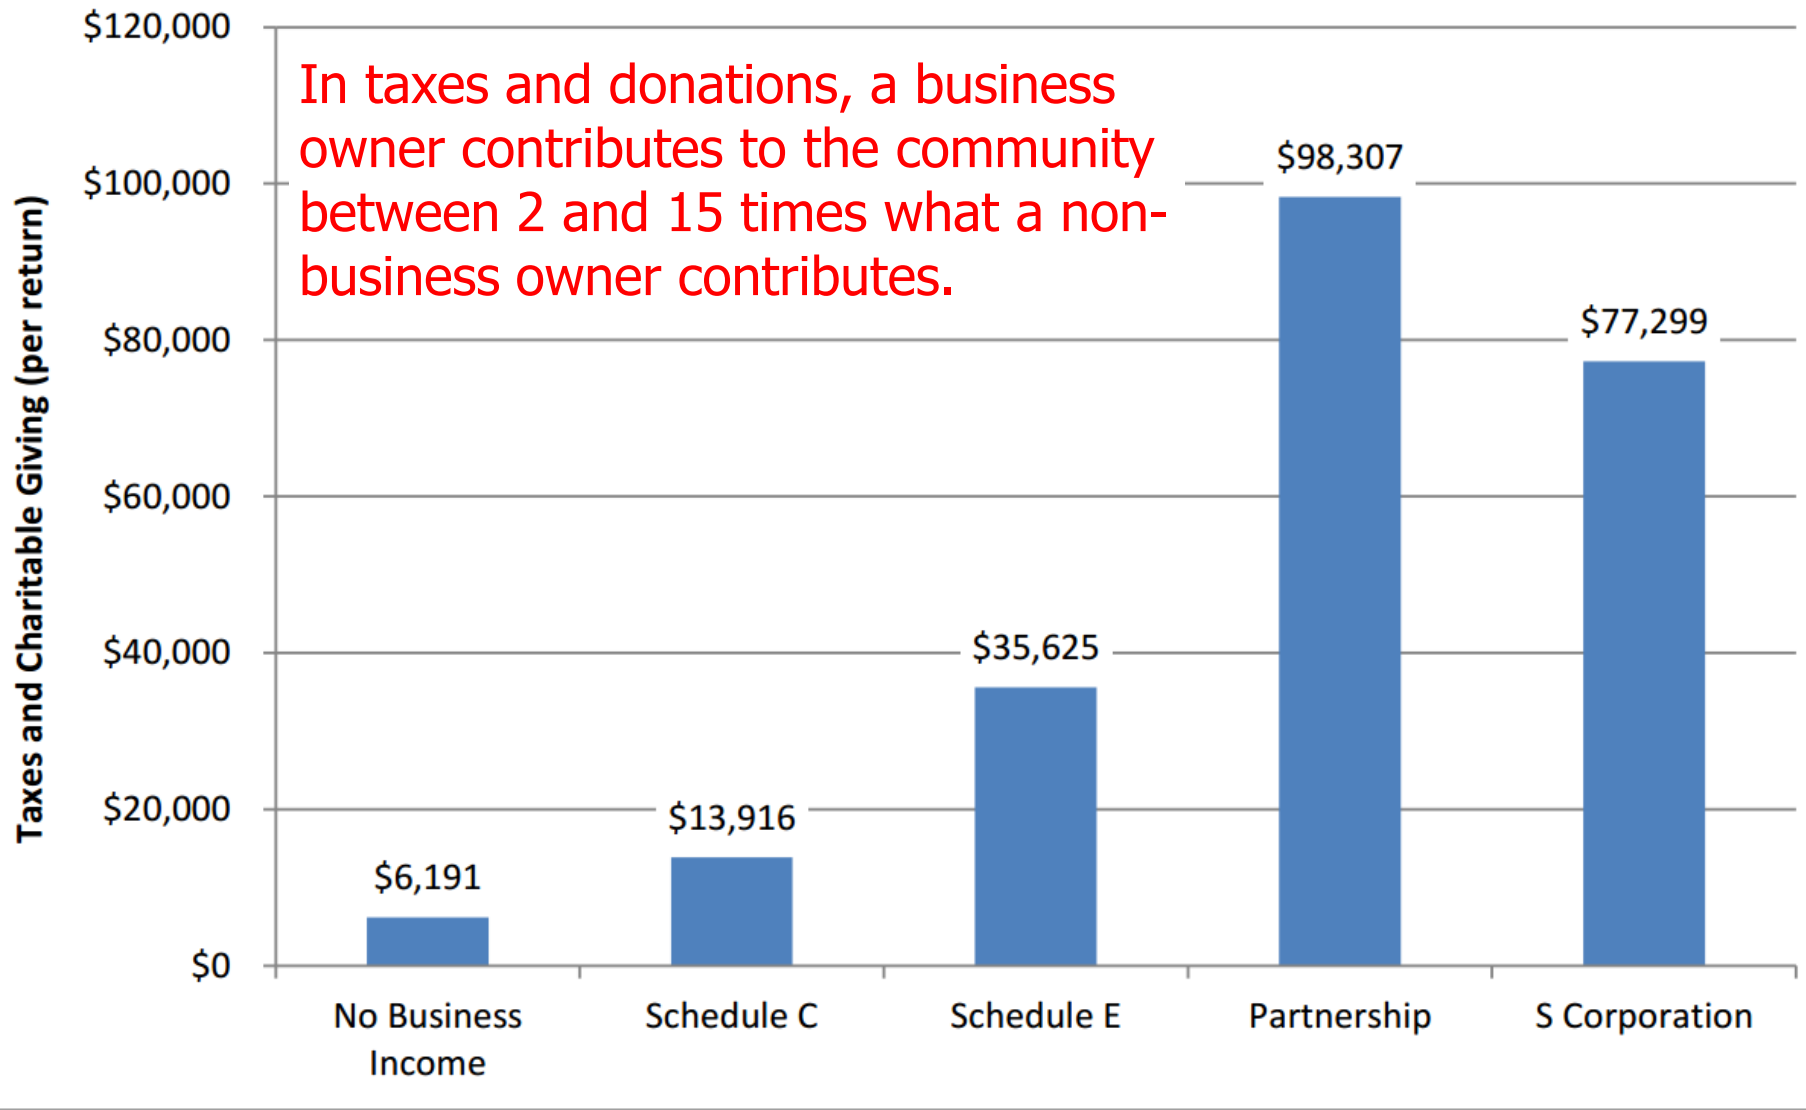 $120,000
In taxes and donations, a business
owner contributes to the community
between 2 and 15 times what a non-
business owner contributes.
$98,307
$100,000
$77,299
$80,000
$60,000
$35,625
$40,000
$13,916
$20,000
$6,191
$0
Taxes and Charitable Giving (per return)
No Business
Income
Schedule C
Schedule E
Partnership
S Corporation